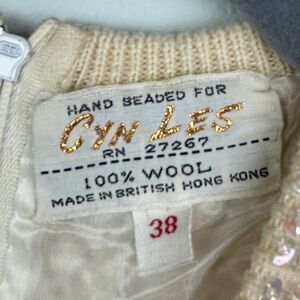 HAND BEADED FOR
CYN LES
RN 27267
100% WOOL
MADE IN BRITISH HONG KONG
38